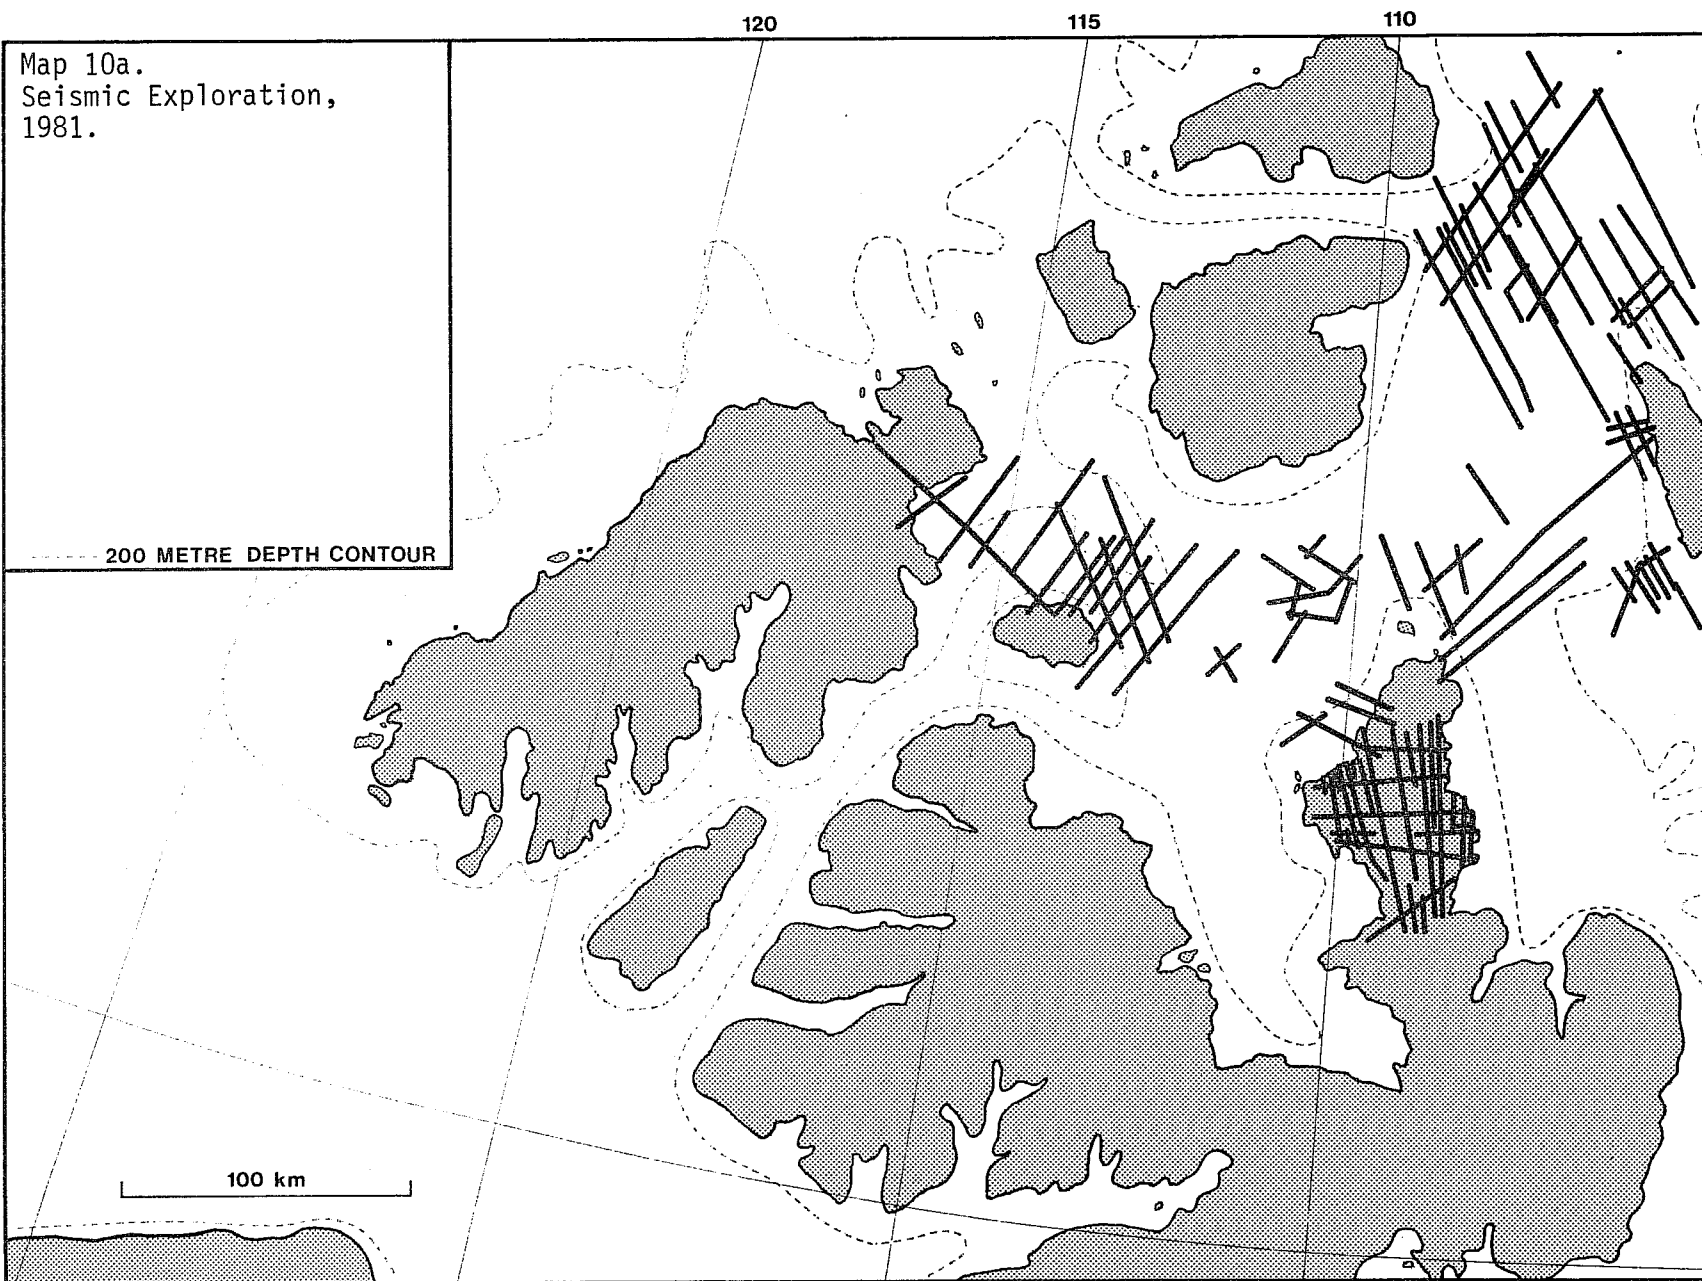 120 115 110
Map 10a.
Seismic Exploration,
1981.
200 METRE DEPTH CONTOUR
100 km